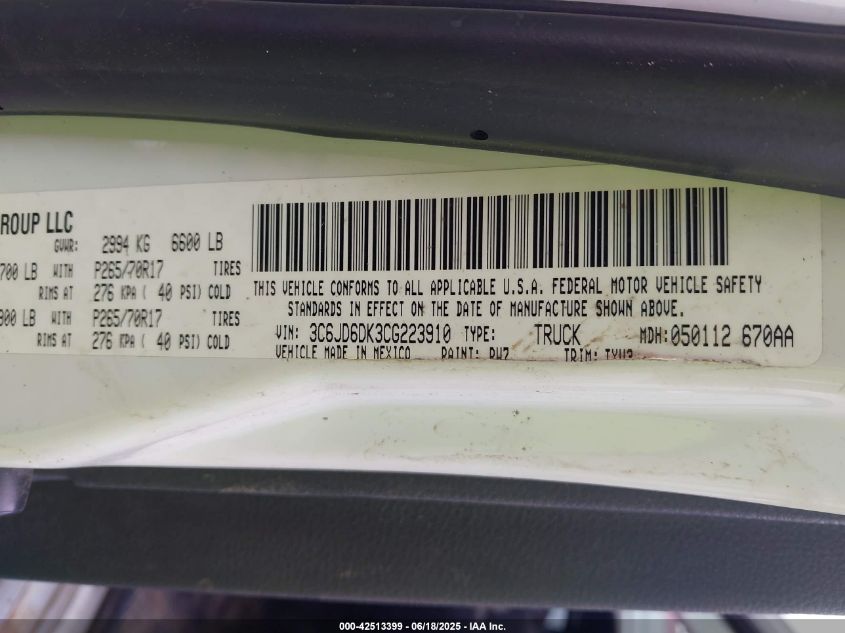 GROUP LLC
GVWR: 2994 KG 6600 LB
700 LB WITH P265/70R17 TIRES
RIMS AT 276 KPA ( 40 PSI) COLD
900 LB WITH P265/70R17 TIRES
RIMS AT 276 KPA ( 40 PSI) COLD
THIS VEHICLE CONFORMS TO ALL APPLICABLE U.S.A. FEDERAL MOTOR VEHICLE SAFETY
STANDARDS IN EFFECT ON THE DATE OF MANUFACTURE SHOWN ABOVE.
VIN: 3C6JD6DK3CG223910 TYPE: TRUCK MDH: 050112 670AA
VEHICLE MADE IN MEXICO PAINT: PW7 TRIM:
000-42513399 - 06/18/2025 - IAA Inc.